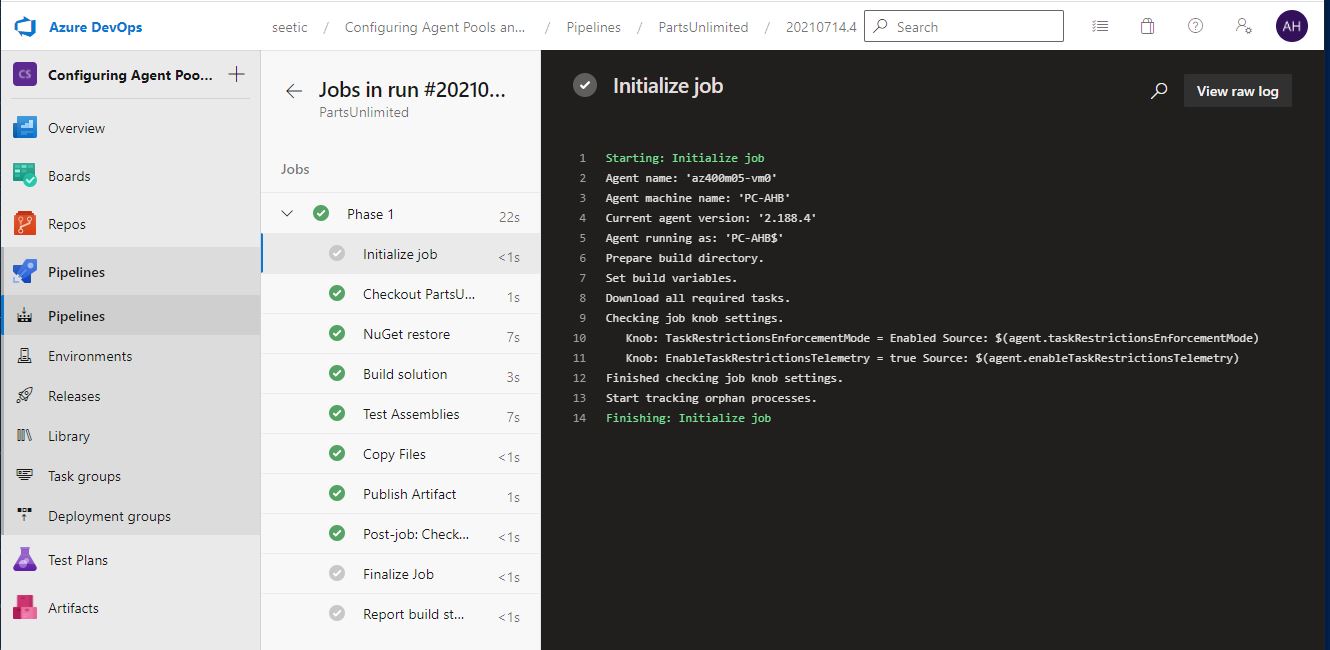 Azure DevOps
seetic / Configuring Agent Pools an... / Pipelines / PartsUnlimited / 20210714.4
Search
AH
CS
Configuring Agent Poo...
Overview
Boards
Repos
Pipelines
Pipelines
Environments
Releases
Library
Task groups
Deployment groups
Test Plans
Artifacts
Jobs in run #20210...
PartsUnlimited
Jobs
Phase 1 22s
Initialize job <1s
Checkout PartsU... 1s
NuGet restore 7s
Build solution 3s
Test Assemblies 7s
Copy Files <1s
Publish Artifact 1s
Post-job: Check... <1s
Finalize Job <1s
Report build st... <1s
Initialize job
View raw log
1 Starting: Initialize job
2 Agent name: 'az400m05-vm0'
3 Agent machine name: 'PC-AHB'
4 Current agent version: '2.188.4'
5 Agent running as: 'PC-AHB$'
6 Prepare build directory.
7 Set build variables.
8 Download all required tasks.
9 Checking job knob settings.
10 Knob: TaskRestrictionsEnforcementMode = Enabled Source: $(agent.taskRestrictionsEnforcementMode)
11 Knob: EnableTaskRestrictionsTelemetry = true Source: $(agent.enableTaskRestrictionsTelemetry)
12 Finished checking job knob settings.
13 Start tracking orphan processes.
14 Finishing: Initialize job